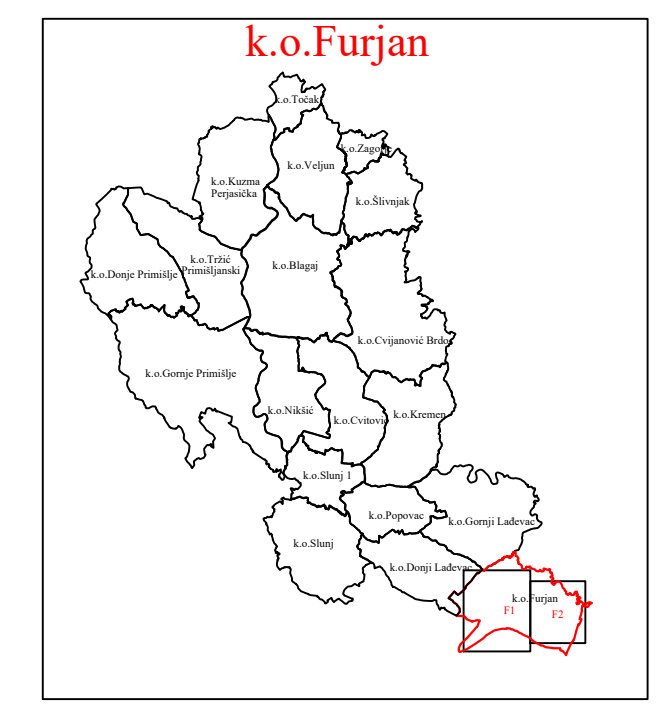 k.o.Furjan
k.o.Točak
k.o.Zagorje
k.o.Veljun
k.o.Kuzma
Perjasička
k.o.Šlivnjak
k.o.Tržić
Primišljanski
k.o.Donje Primišlje
k.o.Blagaj
k.o.Cvijanović Brdo
k.o.Gornje Primišlje
k.o.Nikšić
k.o.Cvitović
k.o.Kremen
k.o.Slunj 1
k.o.Popovac
k.o.Gornji Lađevac
k.o.Slunj
k.o.Donji Lađevac
k.o.Furjan
F1
F2